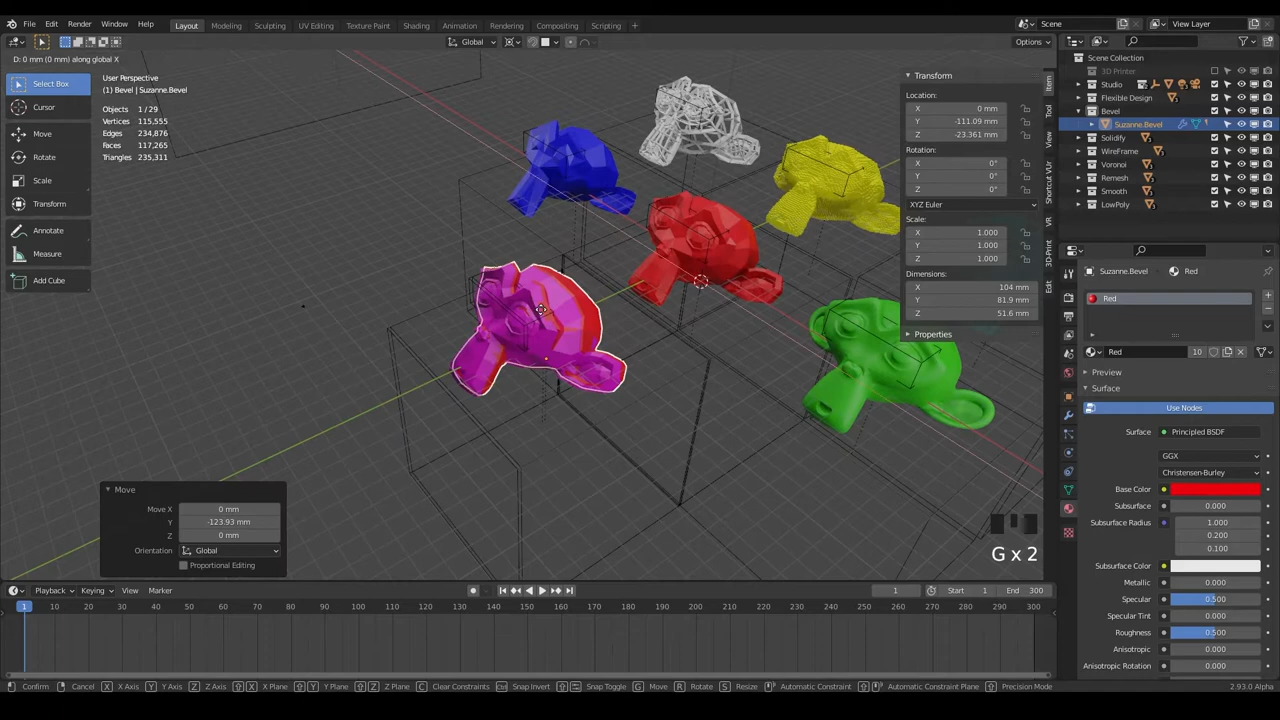 File Edit Render Window Help Layout Modeling Sculpting UV Editing Texture Paint Shading Animation Rendering Compositing Scripting + Scene View Layer
Global Options
D: 0 mm (0 mm) along global X
User Perspective
(1) Bevel | Suzanne.Bevel
Objects 1 / 29
Vertices 115,555
Edges 234,876
Faces 117,265
Triangles 235,311
Select Box
Cursor
Move
Rotate
Scale
Transform
Annotate
Measure
Add Cube
Transform
Location:
X 0 mm
Y -111.09 mm
Z -23.361 mm
Rotation:
X 0°
Y 0°
Z 0°
XYZ Euler
Scale:
X 1.000
Y 1.000
Z 1.000
Dimensions:
X 104 mm
Y 81.9 mm
Z 51.6 mm
Properties
Item
Tool
View
Shortcut VUr
VR
3D-Print
Edit
Scene Collection
3D Printer
Studio
Flexible Design
Bevel
Suzanne.Bevel
Solidify
WireFrame
Voronoi
Remesh
Smooth
LowPoly
Suzanne.Bevel Red
Red
Red 10
Preview
Surface
Use Nodes
Surface Principled BSDF
GGX
Christensen-Burley
Base Color
Subsurface 0.000
Subsurface Radius 1.000
0.200
0.100
Subsurface Color
Metallic 0.000
Specular 0.500
Specular Tint 0.000
Roughness 0.500
Anisotropic 0.000
Anisotropic Rotation 0.000
Move
Move X 0 mm
Y -123.93 mm
Z 0 mm
Orientation Global
Proportional Editing
G x 2
Playback Keying View Marker 1 Start 1 End 300
1 10 20 30 40 50 60 70 80 90 100 110 120 130 140 150 160 170 180 190 200 210 220 230 240 250 260 270 280 290 300
Confirm Cancel X X Axis Y Y Axis Z Z Axis X X Plane Y Y Plane Z Z Plane C Clear Constraints Ctrl Snap Invert Snap Toggle G Move R Rotate S Resize Automatic Constraint Automatic Constraint Plane Precision Mode
2.93.0 Alpha